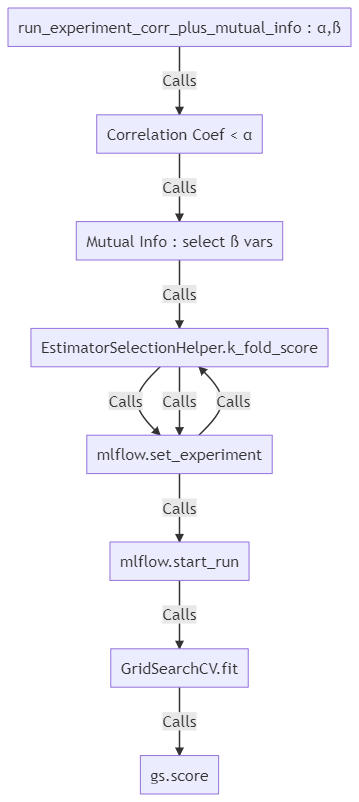 run_experiment_corr_plus_mutual_info : α,ß
Calls
Correlation Coef < α
Calls
Mutual Info : select ß vars
Calls
EstimatorSelectionHelper.k_fold_score
Calls Calls Calls
mlflow.set_experiment
Calls
mlflow.start_run
Calls
GridSearchCV.fit
Calls
gs.score